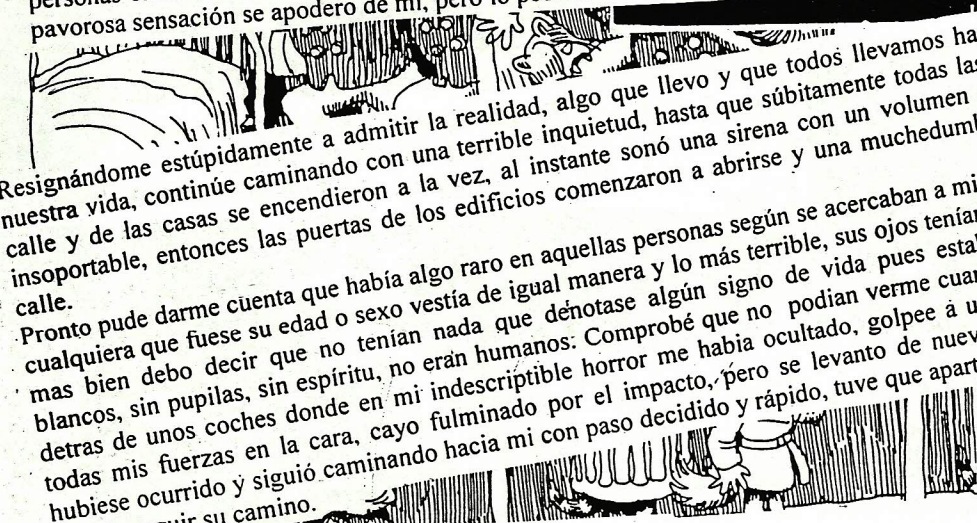 pavorosa sensación se apodero de mi, pero lo
Resignándome estúpidamente a admitir la realidad, algo que llevo y que todos llevamos ha
nuestra vida, continúe caminando con una terrible inquietud, hasta que súbitamente todas las
calle y de las casas se encendieron a la vez, al instante sonó una sirena con un volumen
insoportable, entonces las puertas de los edificios comenzaron a abrirse y una muchedumb
calle.
Pronto pude darme cuenta que había algo raro en aquellas personas según se acercaban a mi
cualquiera que fuese su edad o sexo vestía de igual manera y lo más terrible, sus ojos tenían
mas bien debo decir que no tenían nada que denotase algún signo de vida pues estab
blancos, sin pupilas, sin espíritu, no eran humanos: Comprobé que no podian verme cuan
detras de unos coches donde en mi indescriptible horror me habia ocultado, golpee a u
todas mis fuerzas en la cara, cayo fulminado por el impacto, pero se levanto de nuev
hubiese ocurrido y siguió caminando hacia mi con paso decidido y rápido, tuve que apart
su camino.